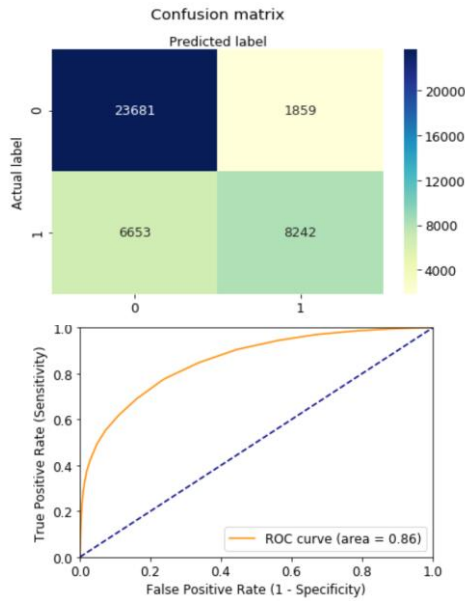 Confusion matrix
Predicted label
0
23681
1859
20000
16000
12000
8000
4000
Actual label
1
6653
8242
0
1
1.0
0.8
0.6
0.4
0.2
0.0
True Positive Rate (Sensitivity)
ROC curve (area = 0.86)
0.0 0.2 0.4 0.6 0.8 1.0
False Positive Rate (1 - Specificity)